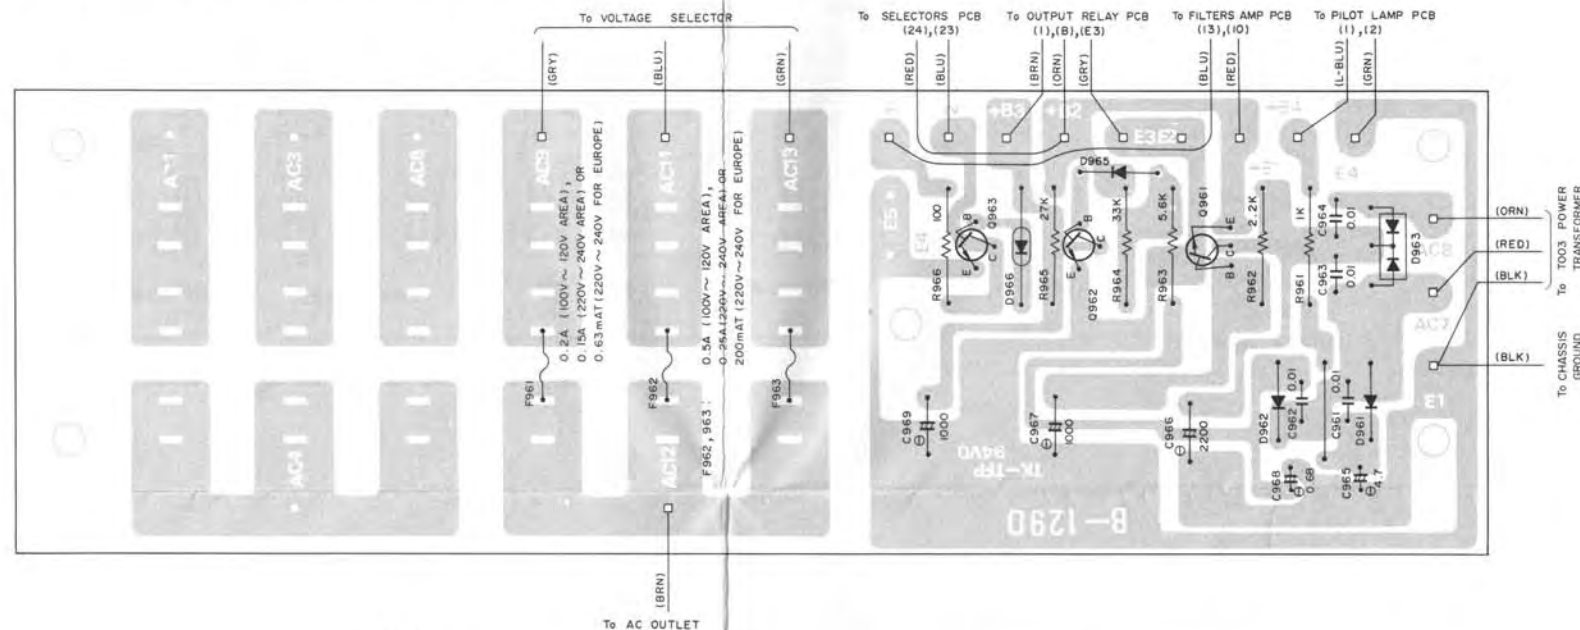 To VOLTAGE SELECTOR
To SELECTORS PCB
(24),(23)
To OUTPUT RELAY PCB
(1),(8),(E3)
To FILTERS AMP PCB
(13),(10)
To PILOT LAMP PCB
(1),(2)
(GRY)
(BLU)
(GRN)
(RED)
(BLU)
(BRN)
(ORN)
(GRY)
(BLU)
(RED)
(L-BLU)
(GRN)
AC3
AC9
AC11
AC13
+B3
+B2
E3
E2
E4
0.2A (100V~120V AREA),
0.15A (220V~240V AREA) OR
0.63mAT (220V~240V FOR EUROPE)
F962, 963:
0.5A (100V~120V AREA),
0.25A (220V~240V AREA) OR
200mAT (220V~240V FOR EUROPE)
F961
F962
F963
E5
E4
100
R966
B
C
E
Q963
D966
27K
R965
B
C
E
Q962
D965
33K
R964
5.6K
R963
Q961
E
C
B
2.2K
R962
1K
R961
C964
0.01
C963
0.01
D963
AC8
AC7
E1
(ORN)
(RED)
(BLK)
To T003 POWER
TRANSFORMER
(BLK)
To CHASSIS
GROUND
C969
1000
C967
1000
C966
2200
D962
C962
0.01
C961
0.01
D961
C968
0.68
C965
4.7
TK-TFP
94VO
B-1290
AC4
AC12
(BRN)
To AC OUTLET